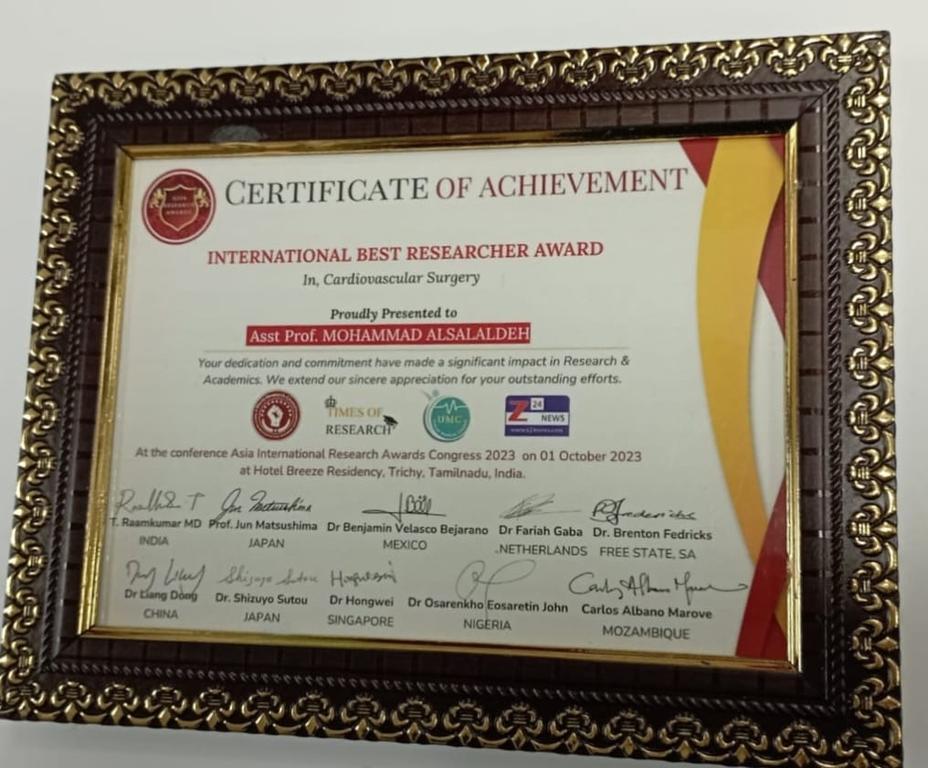 ASIA
RESEARCH
AWARDS
CERTIFICATE OF ACHIEVEMENT
INTERNATIONAL BEST RESEARCHER AWARD
In, Cardiovascular Surgery
Proudly Presented to
Asst Prof. MOHAMMAD ALSALALDEH
Your dedication and commitment have made a significant impact in Research &
Academics. We extend our sincere appreciation for your outstanding efforts.
TIMES OF
RESEARCH
UMC
Z 24
NEWS
At the conference Asia International Research Awards Congress 2023 on 01 October 2023
at Hotel Breeze Residency, Trichy, Tamilnadu, India.
T. Raamkumar MD Prof. Jun Matsushima Dr Benjamin Velasco Bejarano Dr Fariah Gaba Dr. Brenton Fedricks
INDIA JAPAN MEXICO NETHERLANDS FREE STATE, SA
Dr Liang Dong Dr. Shizuyo Sutou Dr Hongwei Dr Osarenkho Eosaretin John Carlos Albano Marove
CHINA JAPAN SINGAPORE NIGERIA MOZAMBIQUE